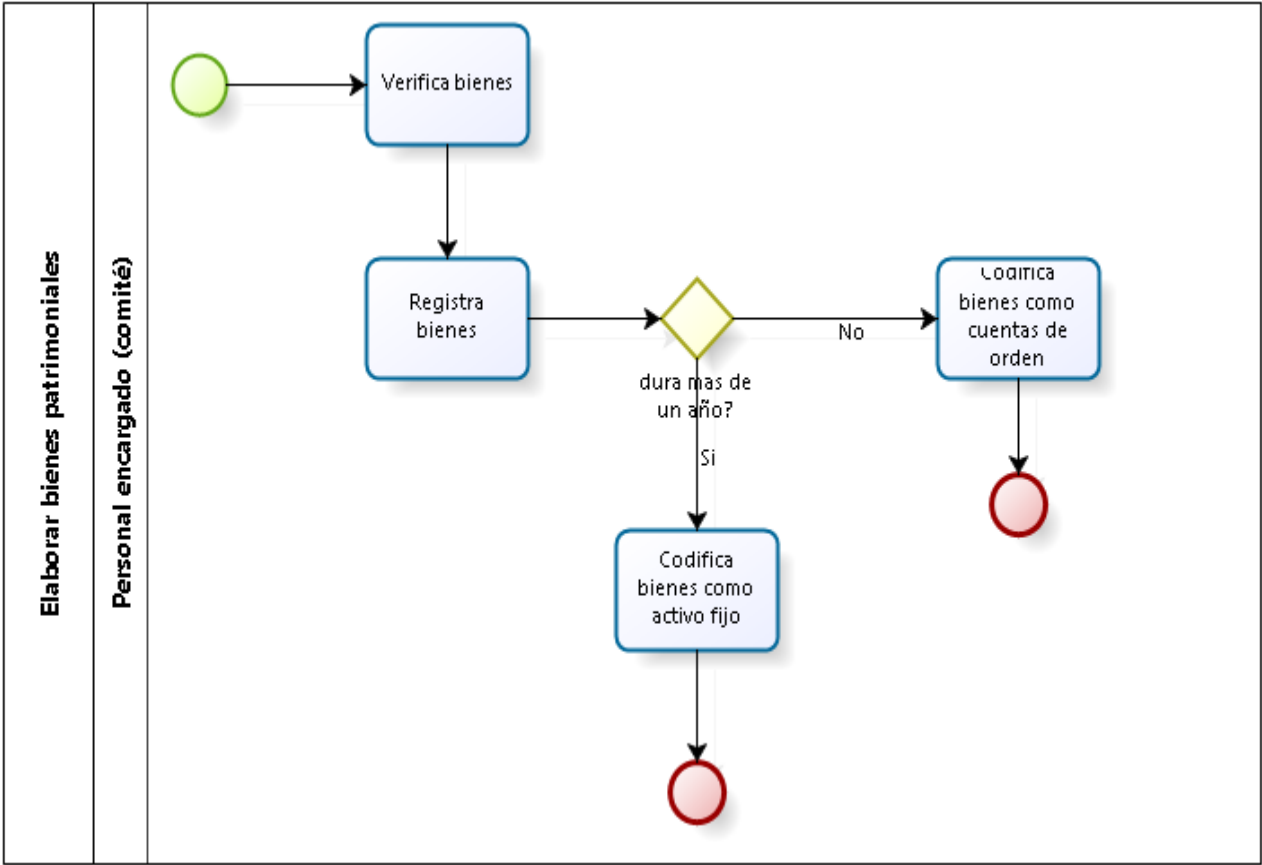 Elaborar bienes patrimoniales
Personal encargado (comité)
Verifica bienes
Registra
bienes
dura mas de
un año?
No
Codifica
bienes como
cuentas de
orden
Si
Codifica
bienes como
activo fijo